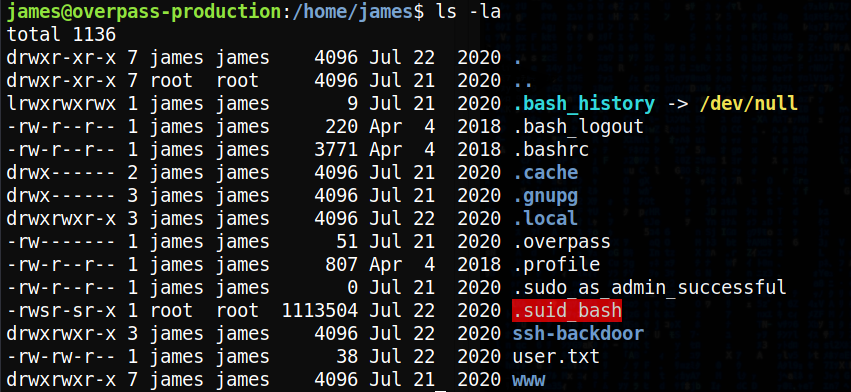 james@overpass-production:/home/james$ ls -la
total 1136
drwxr-xr-x 7 james james    4096 Jul 22  2020 .
drwxr-xr-x 7 root  root     4096 Jul 21  2020 ..
lrwxrwxrwx 1 james james       9 Jul 21  2020 .bash_history -> /dev/null
-rw-r--r-- 1 james james     220 Apr  4  2018 .bash_logout
-rw-r--r-- 1 james james    3771 Apr  4  2018 .bashrc
drwx------ 2 james james    4096 Jul 21  2020 .cache
drwx------ 3 james james    4096 Jul 21  2020 .gnupg
drwxrwxr-x 3 james james    4096 Jul 22  2020 .local
-rw------- 1 james james      51 Jul 21  2020 .overpass
-rw-r--r-- 1 james james     807 Apr  4  2018 .profile
-rw-r--r-- 1 james james       0 Jul 21  2020 .sudo_as_admin_successful
-rwsr-sr-x 1 root  root  1113504 Jul 22  2020 .suid_bash
drwxrwxr-x 3 james james    4096 Jul 22  2020 ssh-backdoor
-rw-rw-r-- 1 james james      38 Jul 22  2020 user.txt
drwxrwxr-x 7 james james    4096 Jul 21  2020 www